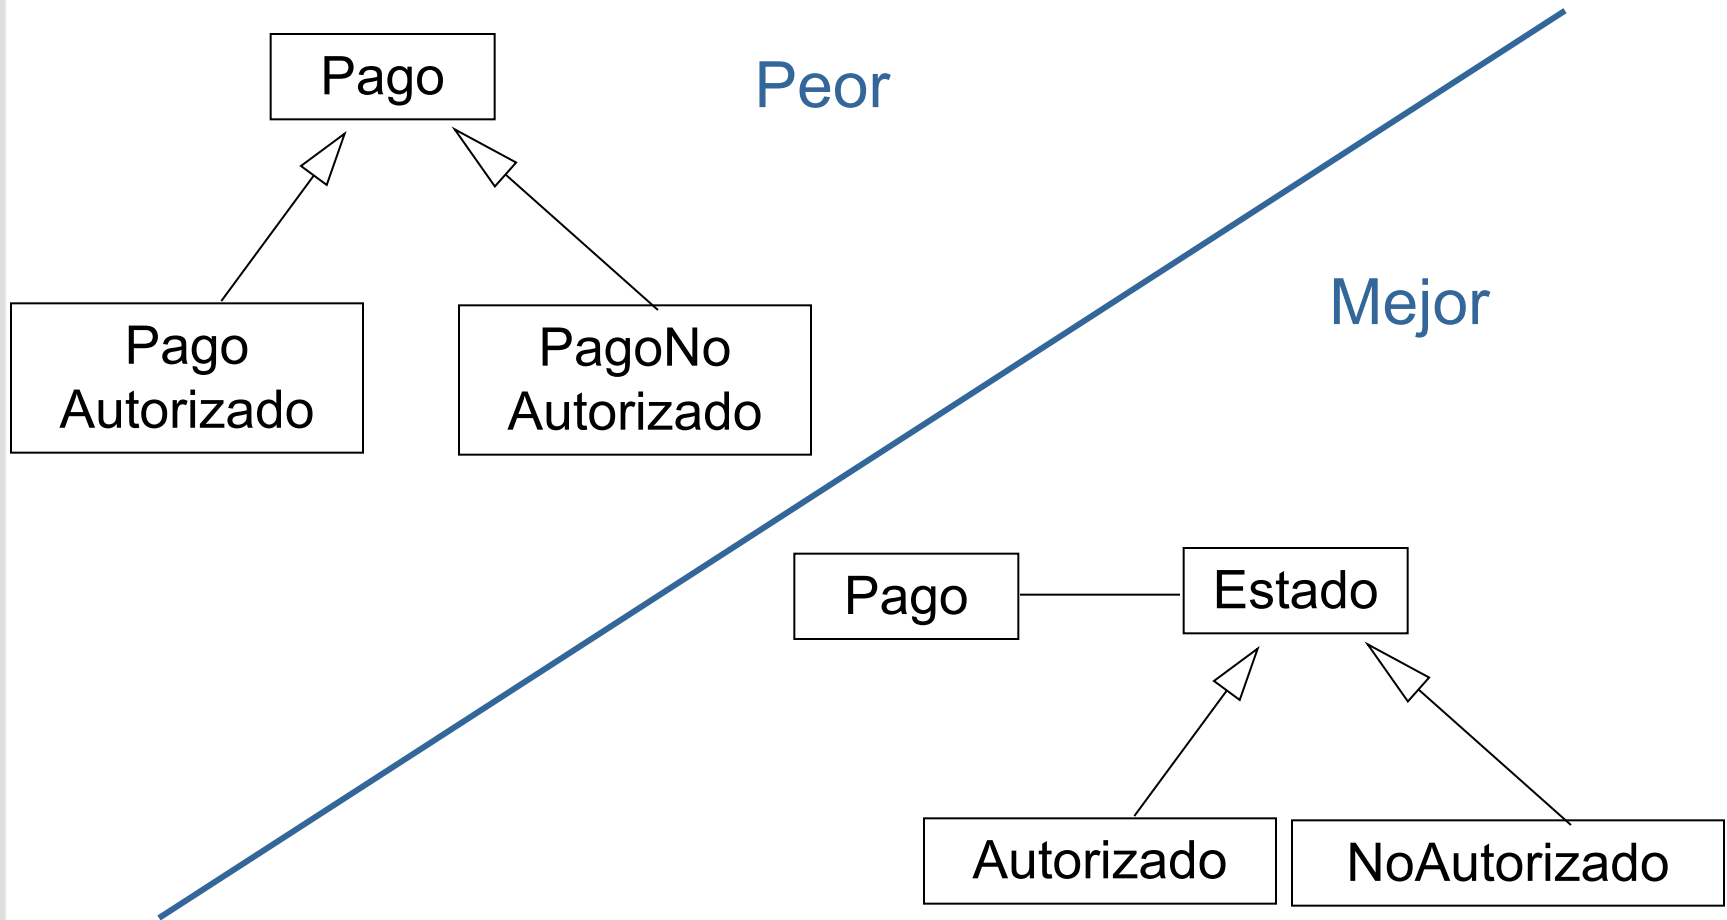 Pago
Peor
Pago
Autorizado
PagoNo
Autorizado
Mejor
Pago
Estado
Autorizado
NoAutorizado